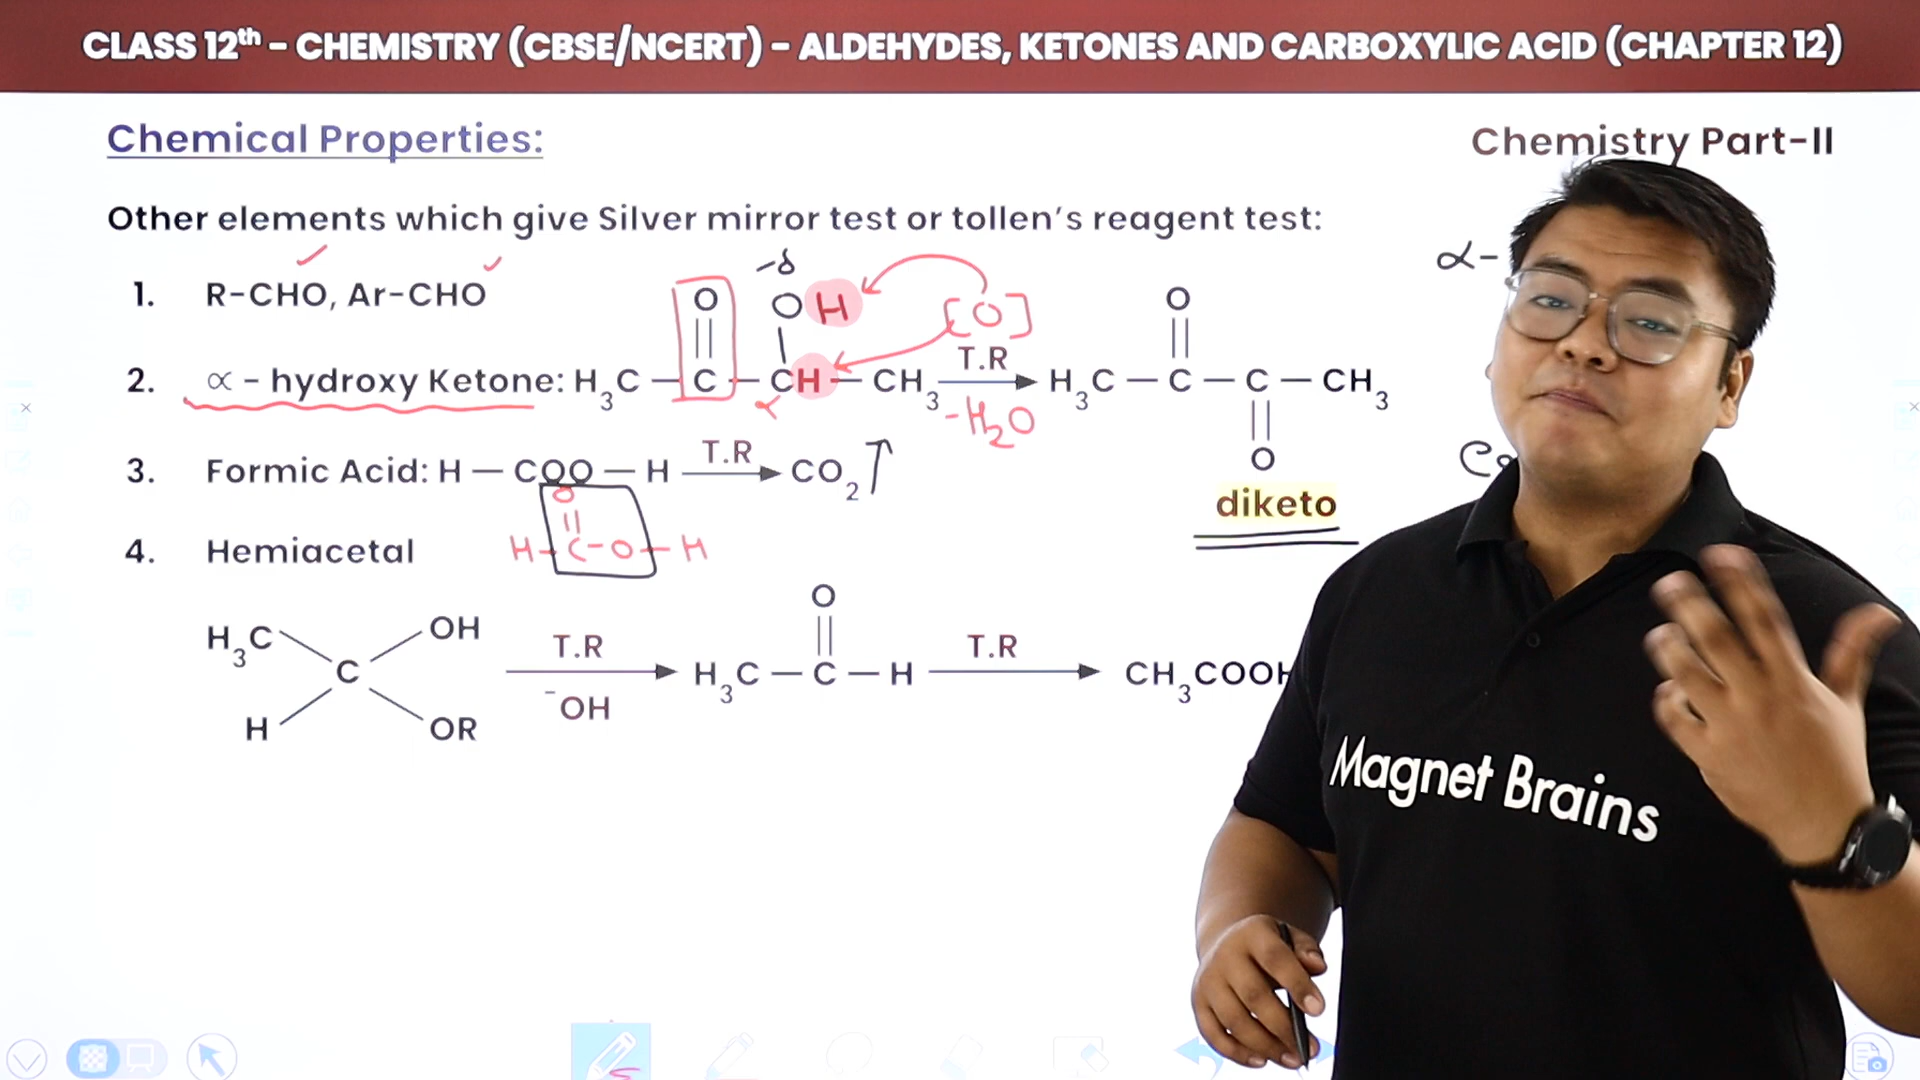 CLASS 12th – CHEMISTRY (CBSE/NCERT) – ALDEHYDES, KETONES AND CARBOXYLIC ACID (CHAPTER 12)
Chemical Properties:
Chemistry Part-II
Other elements which give Silver mirror test or tollen's reagent test:
α-
-δ
1. R-CHO, Ar-CHO
O OH [O] O
2. ∝ - hydroxy Ketone: H3C — C — CH — CH3 T.R H3C — C — C — CH3
α -H2O
O
3. Formic Acid: H — COO — H T.R CO2↑
diketo
O
4. Hemiacetal H-C-O-H
O
H3C OH T.R T.R
C H3C — C — H CH3COOH
H OR -OH
Magnet Brains